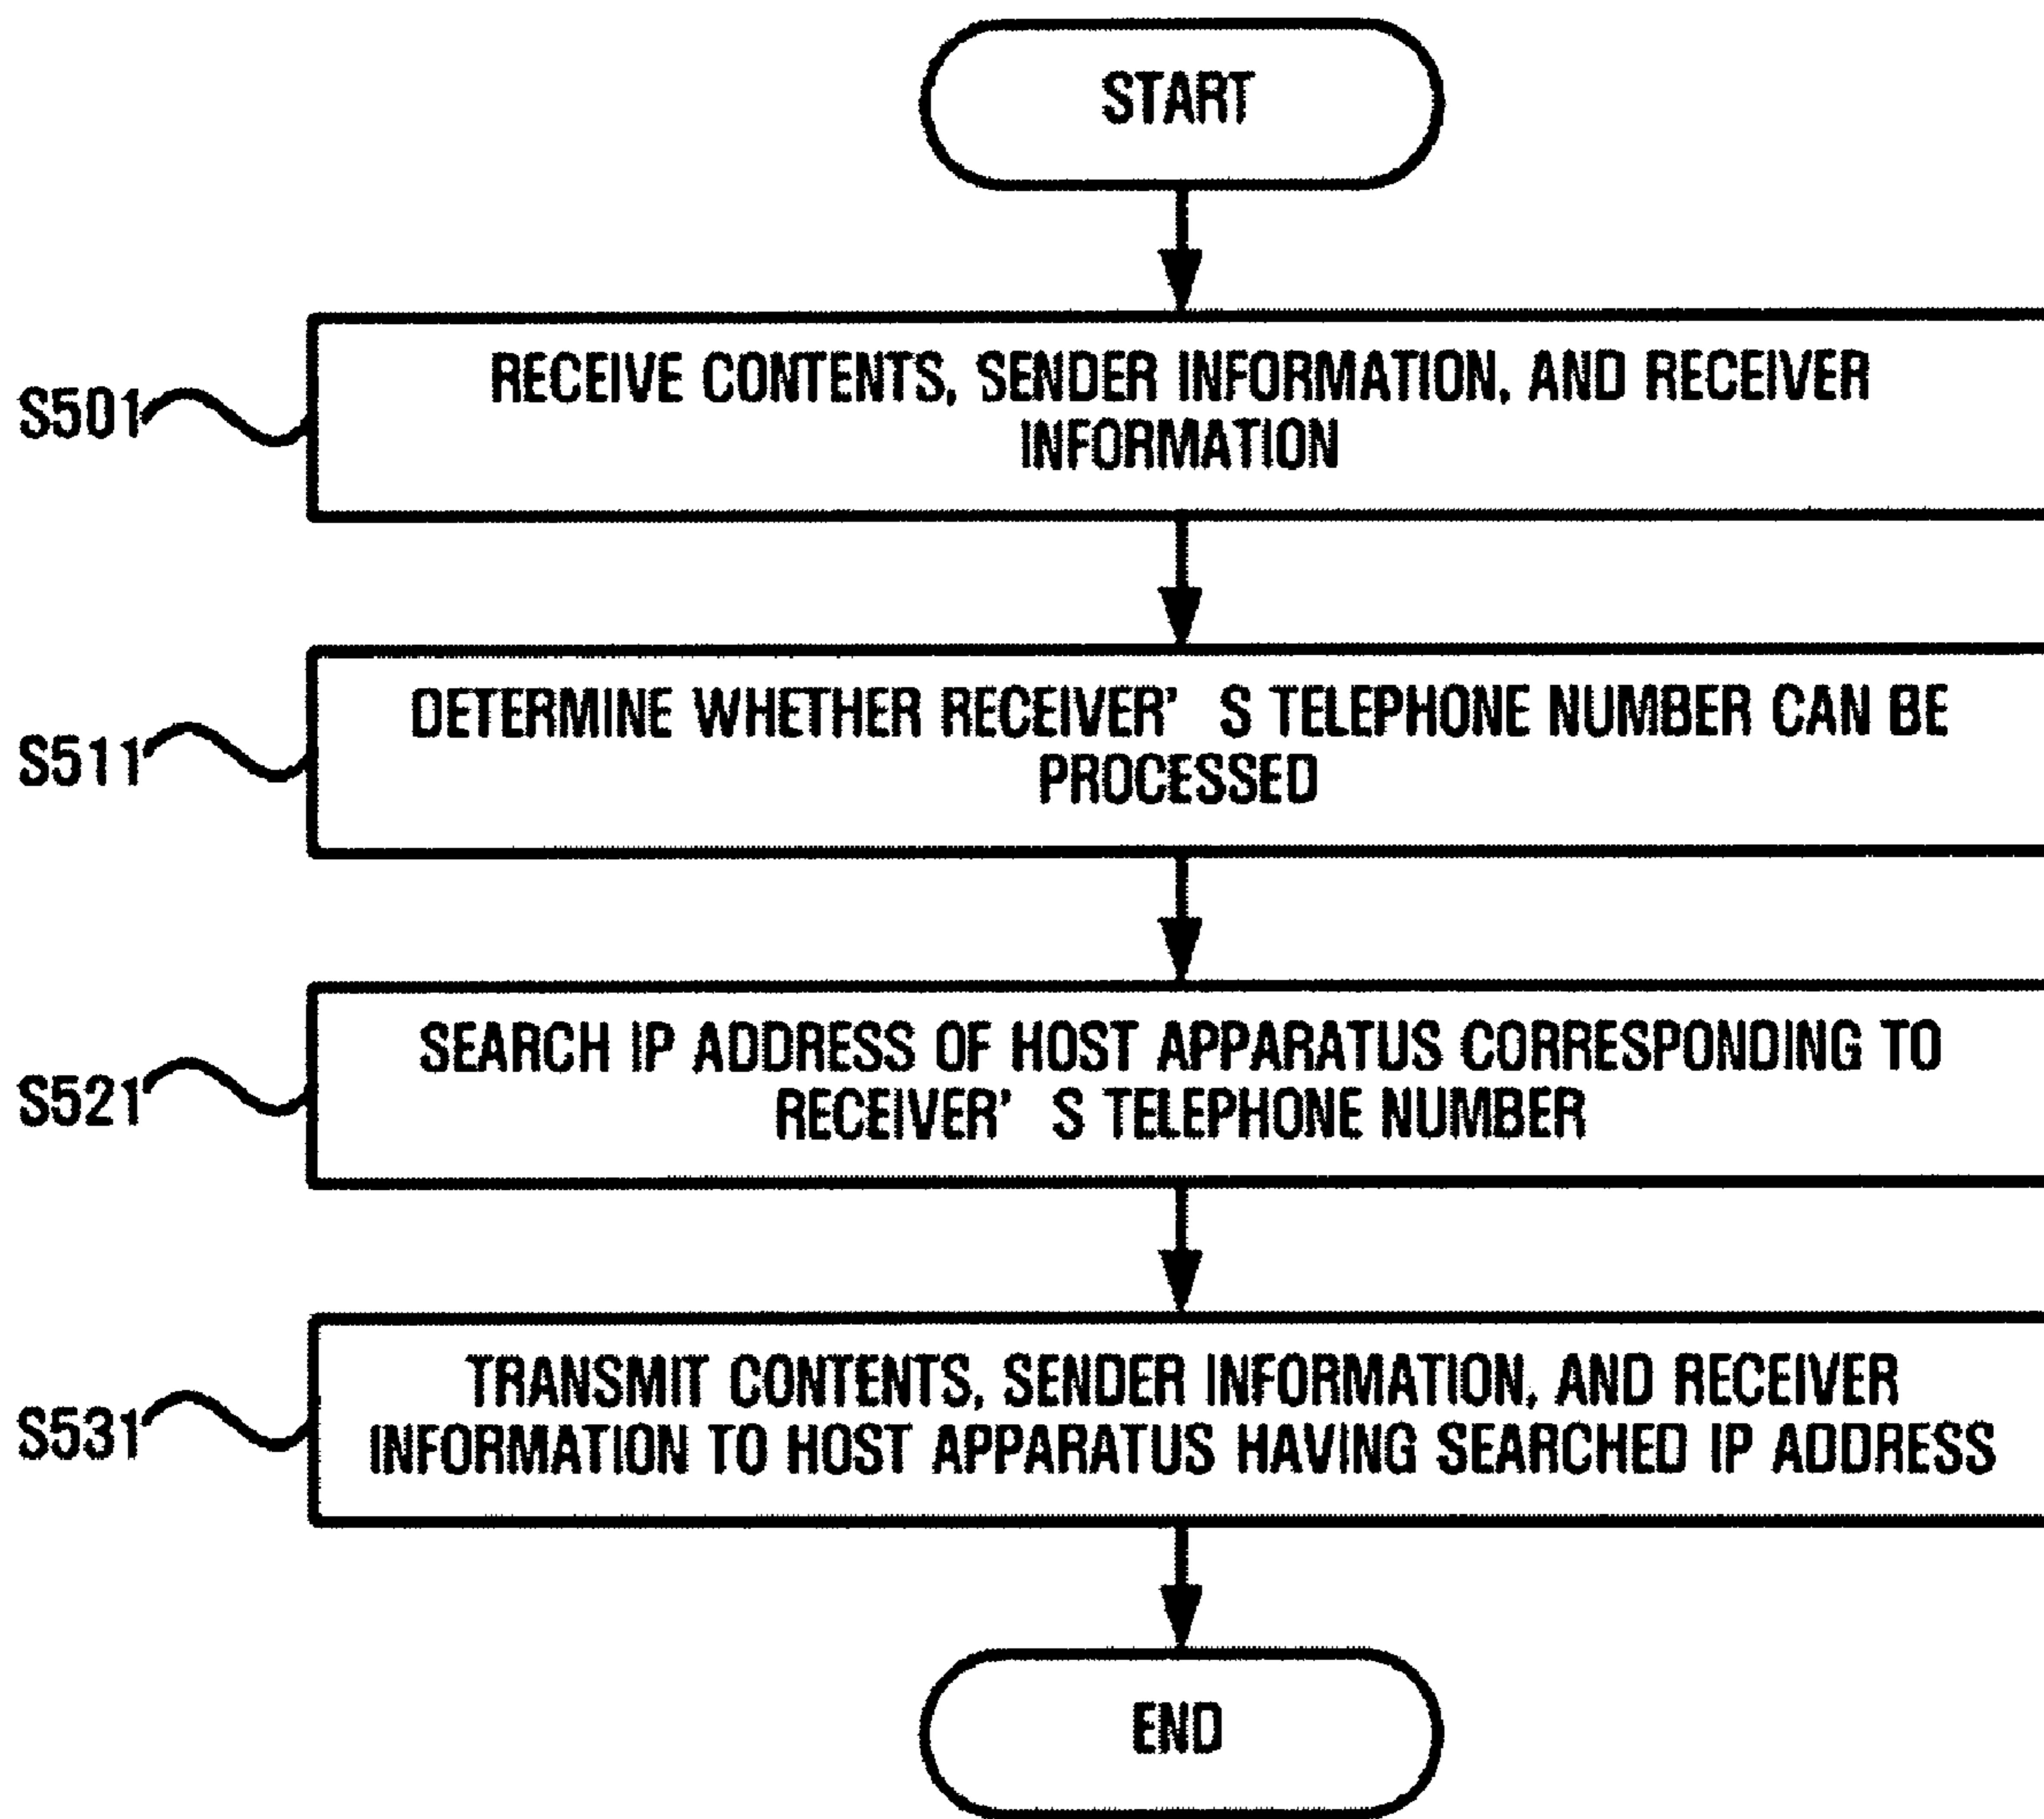 START
S501
RECEIVE CONTENTS, SENDER INFORMATION, AND RECEIVER
INFORMATION
S511
DETERMINE WHETHER RECEIVER' S TELEPHONE NUMBER CAN BE
PROCESSED
S521
SEARCH IP ADDRESS OF HOST APPARATUS CORRESPONDING TO
RECEIVER' S TELEPHONE NUMBER
S531
TRANSMIT CONTENTS, SENDER INFORMATION, AND RECEIVER
INFORMATION TO HOST APPARATUS HAVING SEARCHED IP ADDRESS
END